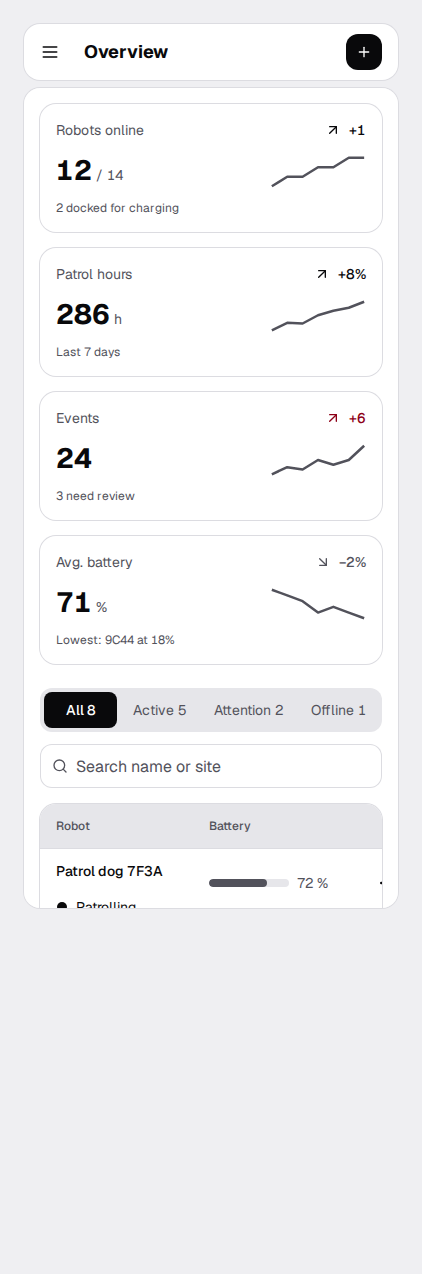 Overview
Robots online
+1
12 / 14
2 docked for charging
Patrol hours
+8%
286 h
Last 7 days
Events
+6
24
3 need review
Avg. battery
−2%
71 %
Lowest: 9C44 at 18%
All 8 Active 5 Attention 2 Offline 1
Search name or site
Robot Battery
Patrol dog 7F3A
72 %
Patrolling